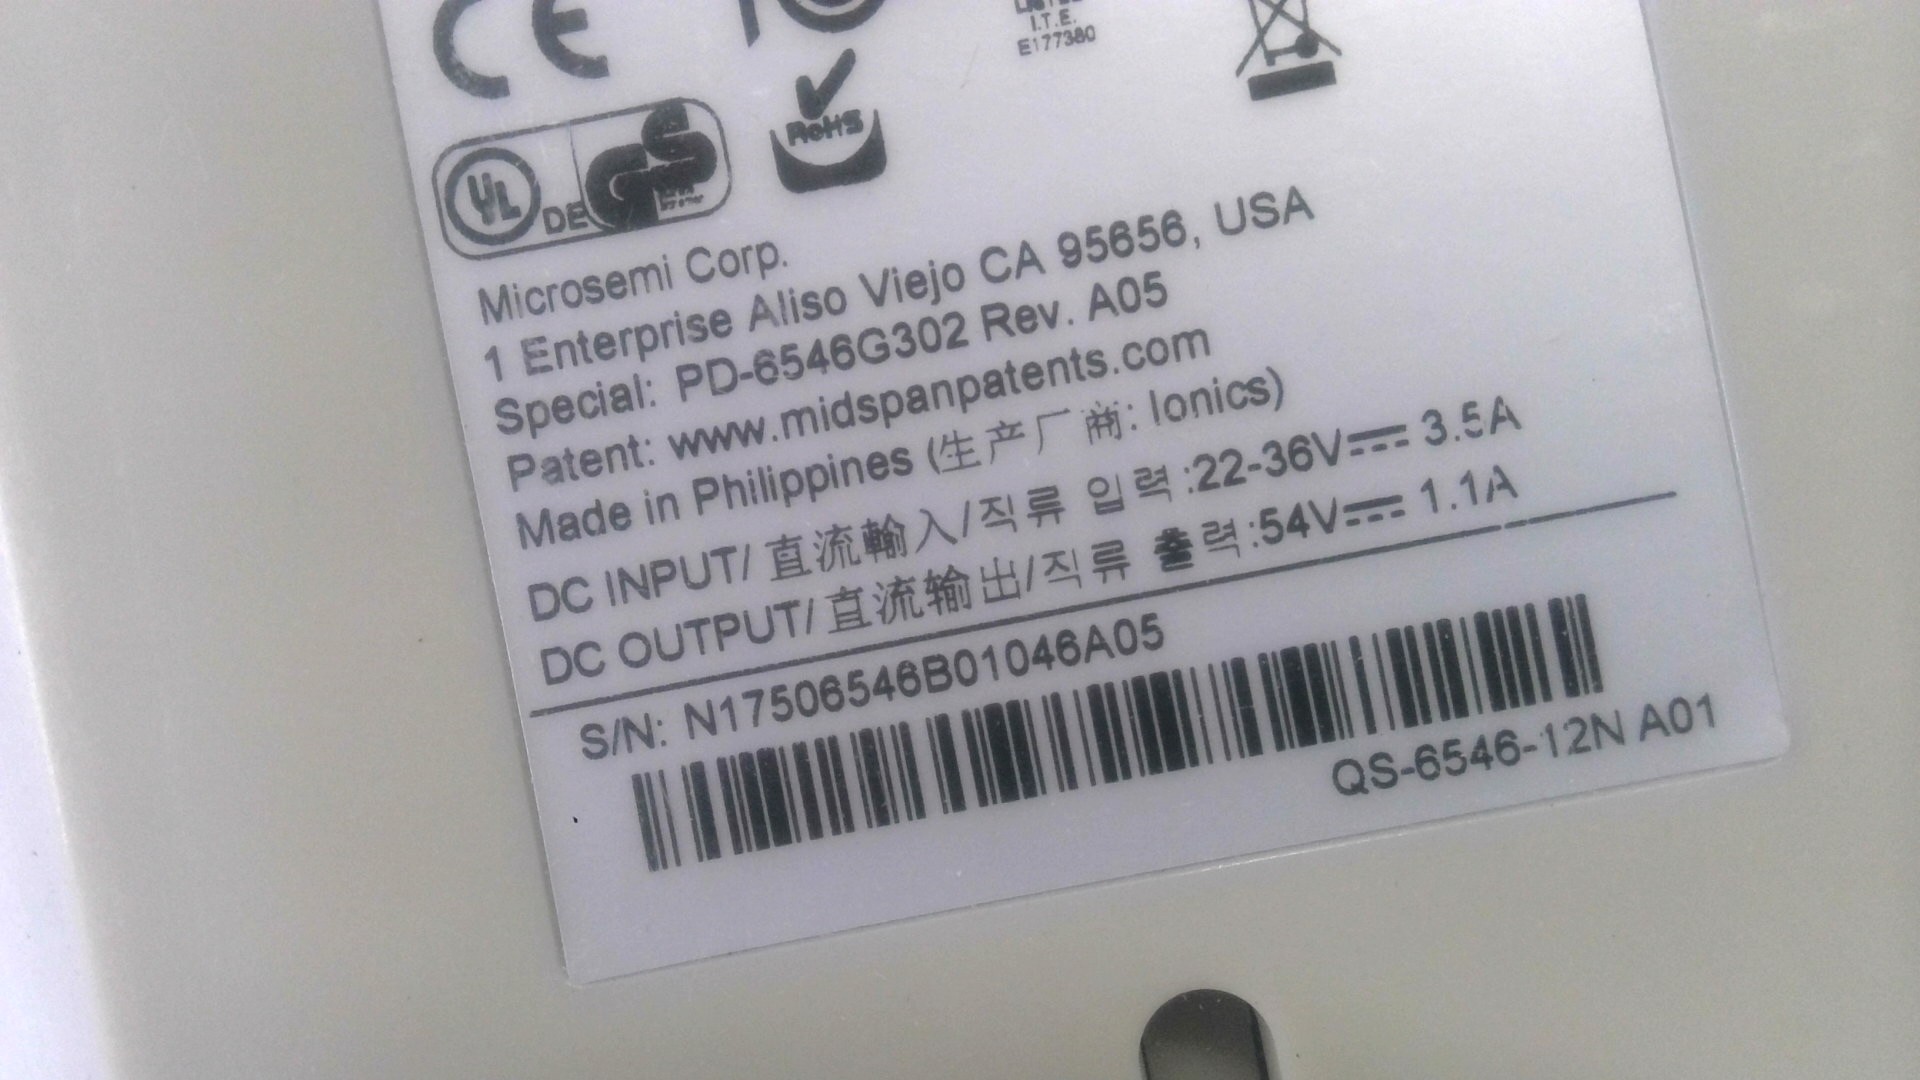 CE
I.T.E.
E177380
RoHS
UL DE GS
Microsemi Corp.
1 Enterprise Aliso Viejo CA 95656, USA
Special: PD-6546G302 Rev. A05
Patent: www.midspanpatents.com
Made in Philippines (生产厂商: Ionics)
DC INPUT/ 直流輸入/직류 입력:22-36V 3.5A
DC OUTPUT/ 直流输出/직류 출력:54V 1.1A
S/N: N17506546B01046A05
QS-6546-12N A01